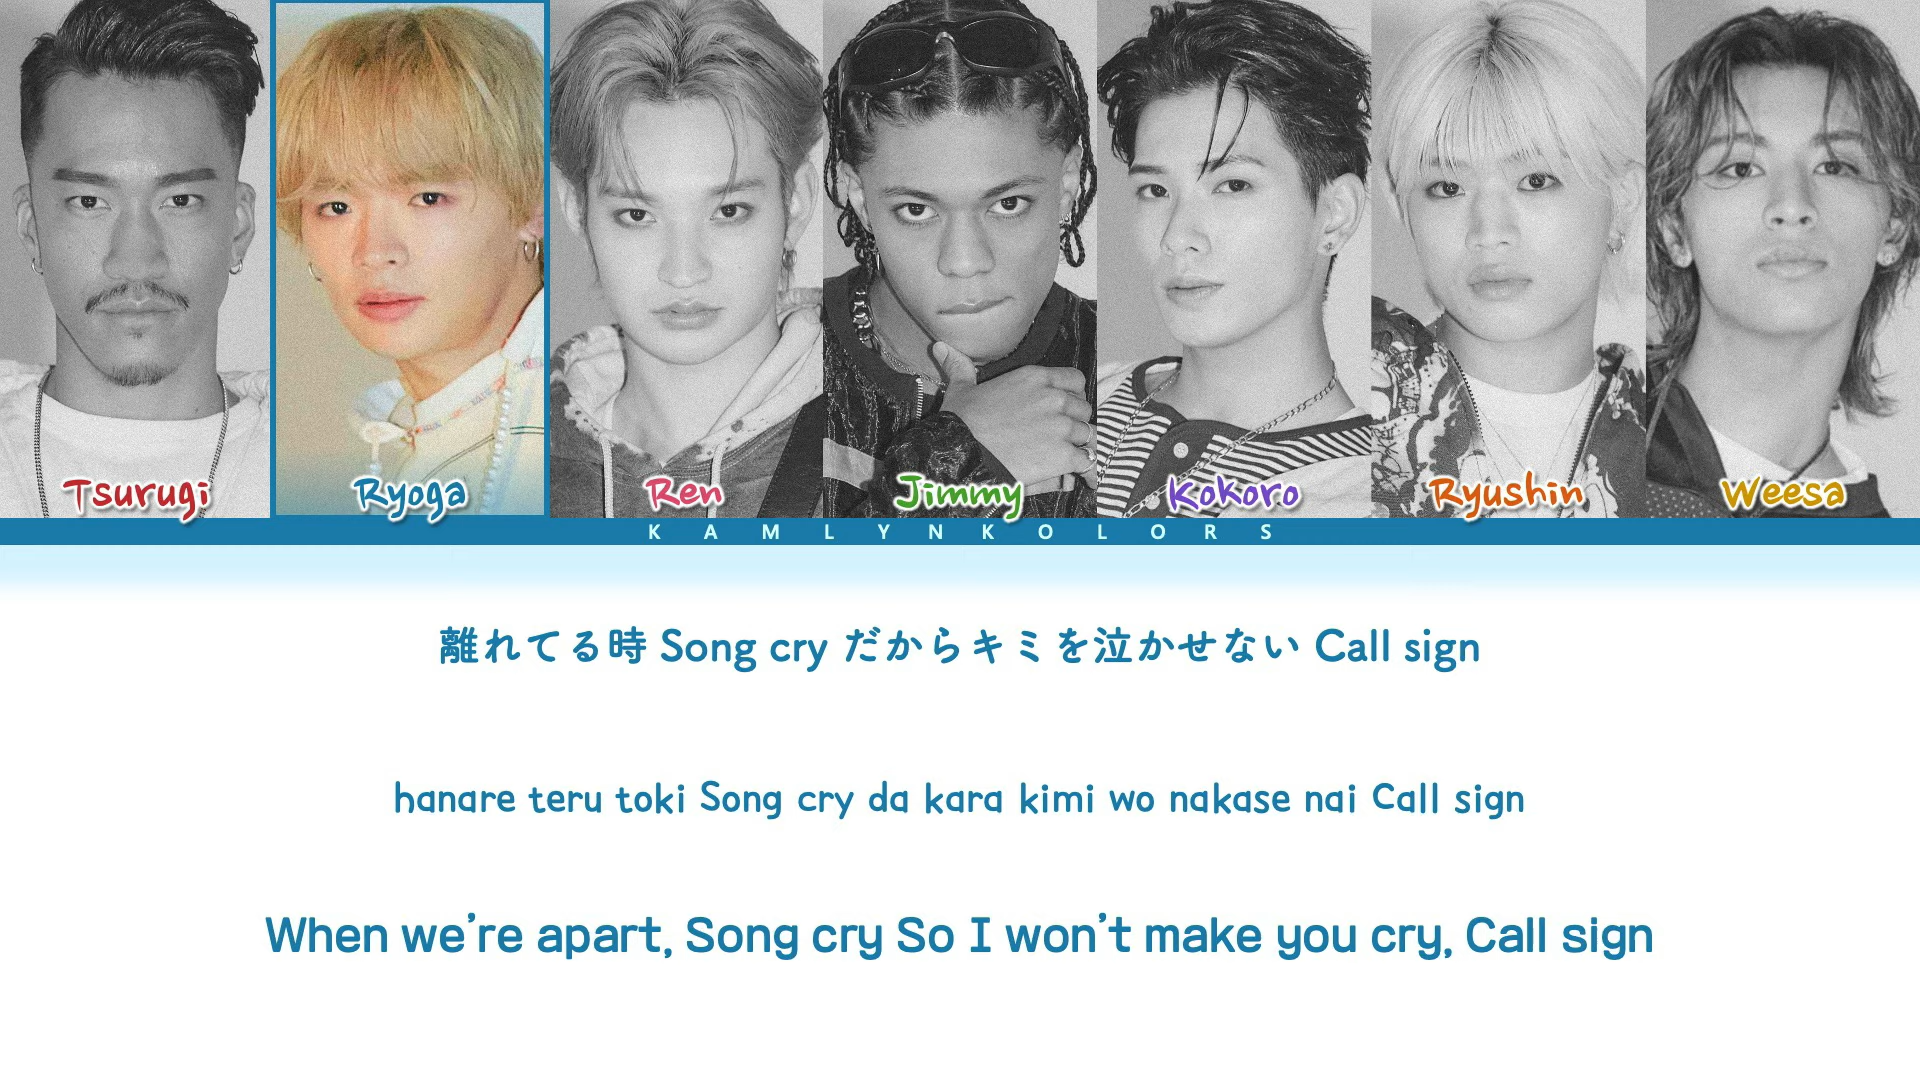 Tsurugi Ryoga Ren Jimmy Kokoro Ryushin Weesa
KAMLYNKOLORS
離れてる時 Song cry だからキミを泣かせない Call sign
hanare teru toki Song cry da kara kimi wo nakase nai Call sign
When we're apart, Song cry So I won't make you cry, Call sign